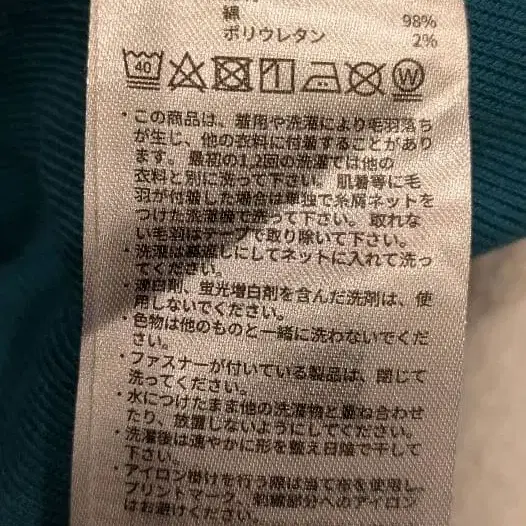 綿 98%
ポリウレタン 2%
40 W
・この商品は、着用や洗濯により毛羽落ち
が生じ、他の衣料に付着することがあり
ます。最初の1,2回の洗濯では他の
衣料と別に洗って下さい。肌着等に毛
羽が付着した場合は単独で糸屑ネットを
つけた洗濯機で洗って下さい。取れな
い毛羽はテープで取り除いて下さい。
・洗濯は裏返しにしてネットに入れて洗っ
てください。
・漂白剤、蛍光増白剤を含んだ洗剤は、使
用しないでください。
・色物は他のものと一緒に洗わないでくだ
さい。
・ファスナーが付いている製品は、閉じて
洗ってください。
・水につけたまま他の洗濯物と重ね合わせ
たり、放置しないようにしてください。
・洗濯後は速やかに形を整え日陰で干して
下さい。
・アイロン掛けを行う際は当て布を使用し、
プリントマーク、刺繍部分へのアイロン
はお避けください。